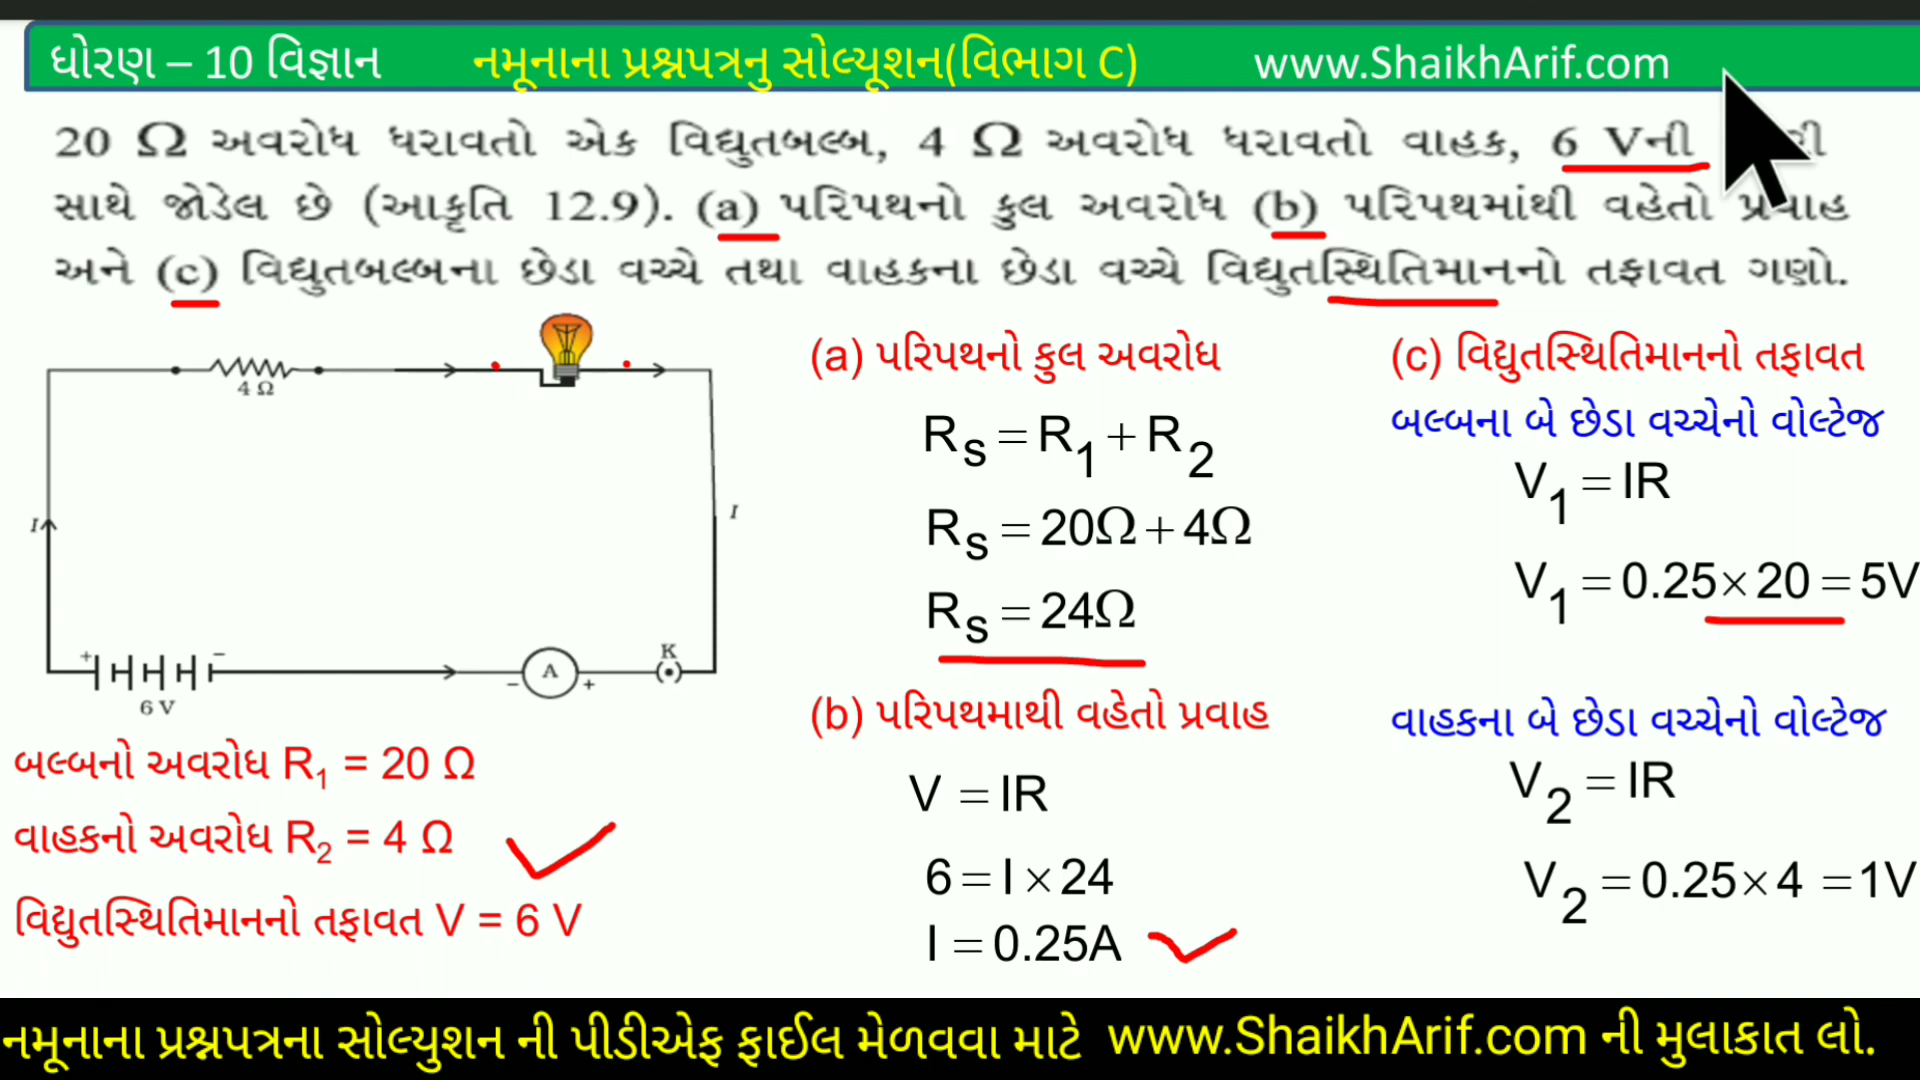 ધોરણ – 10 વિજ્ઞાન નમૂનાના પ્રશ્નપત્રનુ સોલ્યૂશન(વિભાગ C) www.ShaikhArif.com
20 Ω અવરોધ ધરાવતો એક વિદ્યુતબલ્બ, 4 Ω અવરોધ ધરાવતો વાહક, 6 Vની
સાથે જોડેલ છે (આકૃતિ 12.9). (a) પરિપથનો કુલ અવરોધ (b) પરિપથમાંથી વહેતો પ્રવાહ
અને (c) વિદ્યુતબલ્બના છેડા વચ્ચે તથા વાહકના છેડા વચ્ચે વિદ્યુતસ્થિતિમાનનો તફાવત ગણો.
4 Ω
I
I
+ −
6 V
− A +
K
બલ્બનો અવરોધ R₁ = 20 Ω
વાહકનો અવરોધ R₂ = 4 Ω
વિદ્યુતસ્થિતિમાનનો તફાવત V = 6 V
(a) પરિપથનો કુલ અવરોધ
Rs = R₁ + R₂
Rs = 20Ω + 4Ω
Rs = 24Ω
(b) પરિપથમાથી વહેતો પ્રવાહ
V = IR
6 = I × 24
I = 0.25A
(c) વિદ્યુતસ્થિતિમાનનો તફાવત
બલ્બના બે છેડા વચ્ચેનો વોલ્ટેજ
V₁ = IR
V₁ = 0.25 × 20 = 5V
વાહકના બે છેડા વચ્ચેનો વોલ્ટેજ
V₂ = IR
V₂ = 0.25 × 4 = 1V
નમૂનાના પ્રશ્નપત્રના સોલ્યુશન ની પીડીએફ ફાઈલ મેળવવા માટે www.ShaikhArif.com ની મુલાકાત લો.